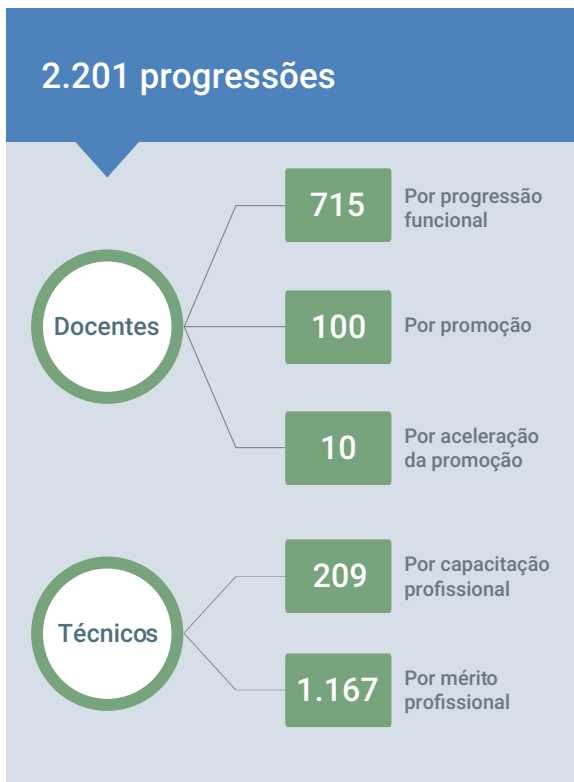 2.201 progressões
715
Por progressão
funcional
Docentes
100
Por promoção
10
Por aceleração
da promoção
209
Por capacitação
profissional
Técnicos
1.167
Por mérito
profissional